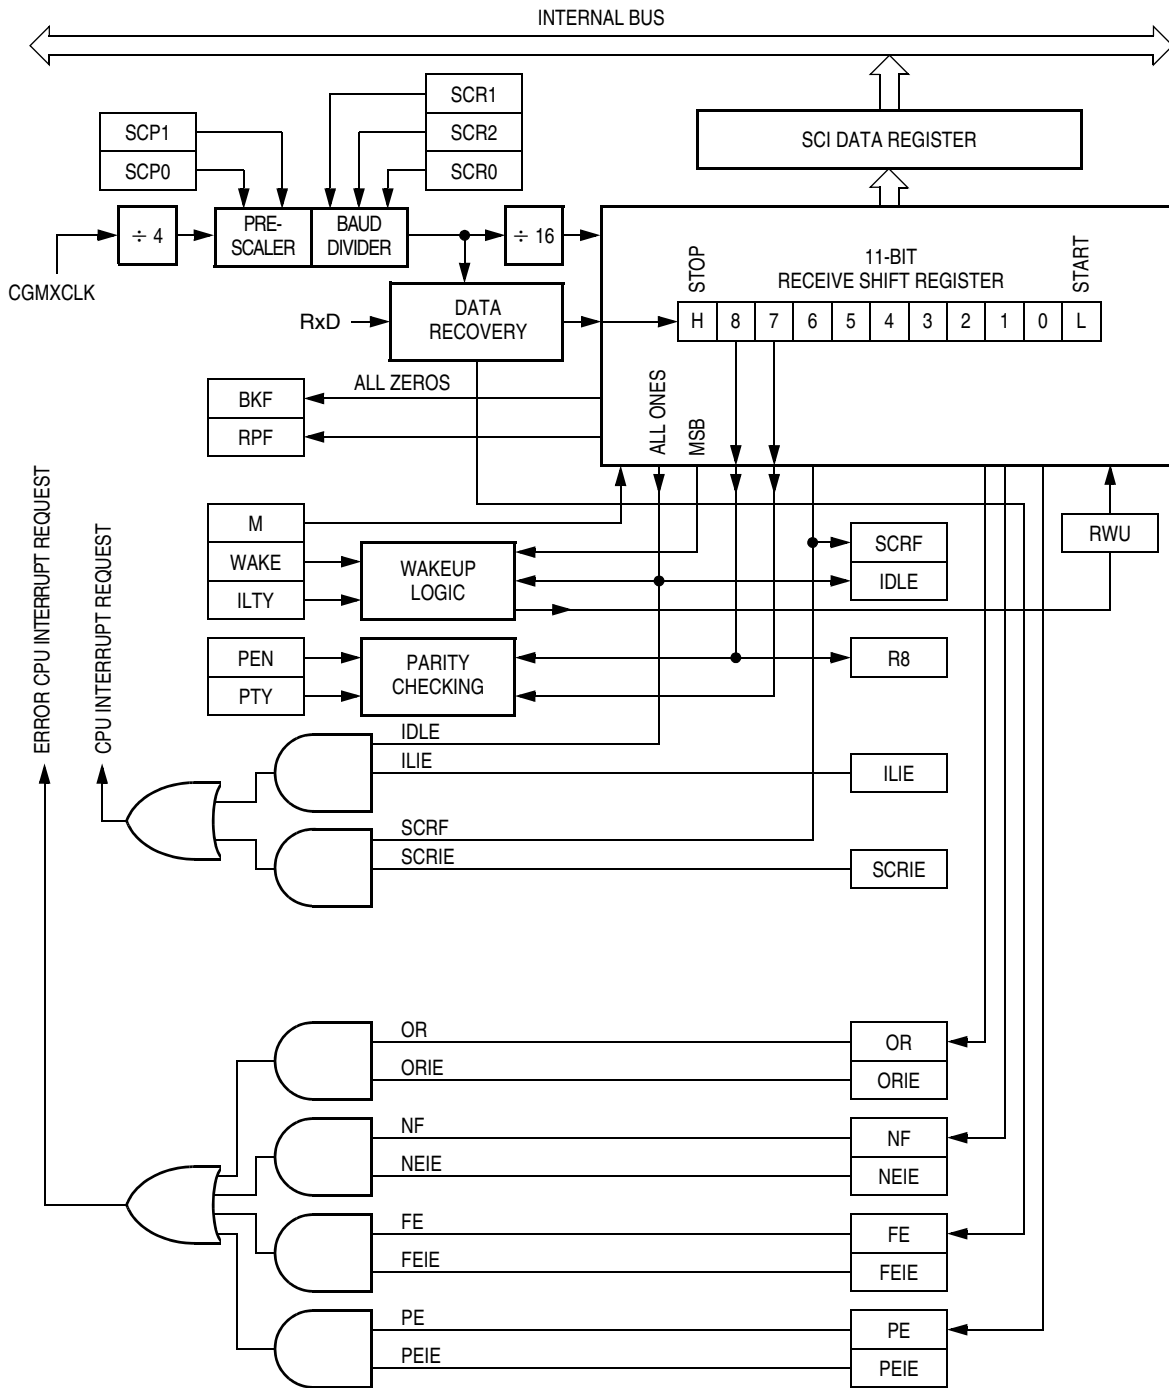 INTERNAL BUS
SCR1
SCR2
SCR0
SCP1
SCP0
SCI DATA REGISTER
÷ 4
PRE-
SCALER
BAUD
DIVIDER
÷ 16
CGMXCLK
RxD
DATA
RECOVERY
STOP
11-BIT
RECEIVE SHIFT REGISTER
START
H 8 7 6 5 4 3 2 1 0 L
ALL ZEROS
BKF
RPF
ALL ONES
MSB
M
WAKE
ILTY
WAKEUP
LOGIC
SCRF
IDLE
RWU
PEN
PTY
PARITY
CHECKING
R8
ERROR CPU INTERRUPT REQUEST
CPU INTERRUPT REQUEST
IDLE
ILIE
ILIE
SCRF
SCRIE
SCRIE
OR
OR
ORIE
ORIE
NF
NF
NEIE
NEIE
FE
FE
FEIE
FEIE
PE
PE
PEIE
PEIE